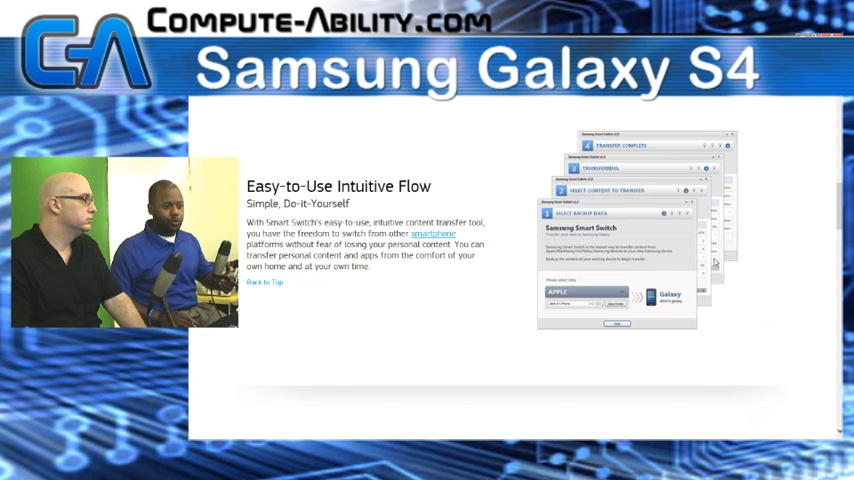 COMPUTE-ABILITY.COM
CA
Samsung Galaxy S4
Easy-to-Use Intuitive Flow
Simple, Do-it-Yourself
With Smart Switch's easy-to-use, intuitive content transfer tool,
you have the freedom to switch from other smartphone
platforms without fear of losing your personal content. You can
transfer personal content and apps from the comfort of your
own home and at your own time.
Back to Top
4 TRANSFER COMPLETE
3 TRANSFERRING
2 SELECT CONTENT TO TRANSFER
1 SELECT BACKUP DATA
Samsung Smart Switch
APPLE
Galaxy